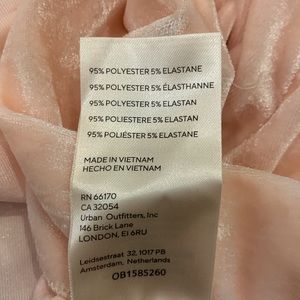 95% POLYESTER 5% ELASTANE
95% POLYESTER 5% ÉLASTHANNE
95% POLYESTER 5% ELASTAN
95% POLIESTERE 5% ELASTAN
95% POLIÉSTER 5% ELASTANE
MADE IN VIETNAM
HECHO EN VIETNAM
RN 66170
CA 32054
Urban Outfitters, Inc
146 Brick Lane
LONDON, E1 6RU
Leidsestraat 32, 1017 PB
Amsterdam, Netherlands
OB1585260